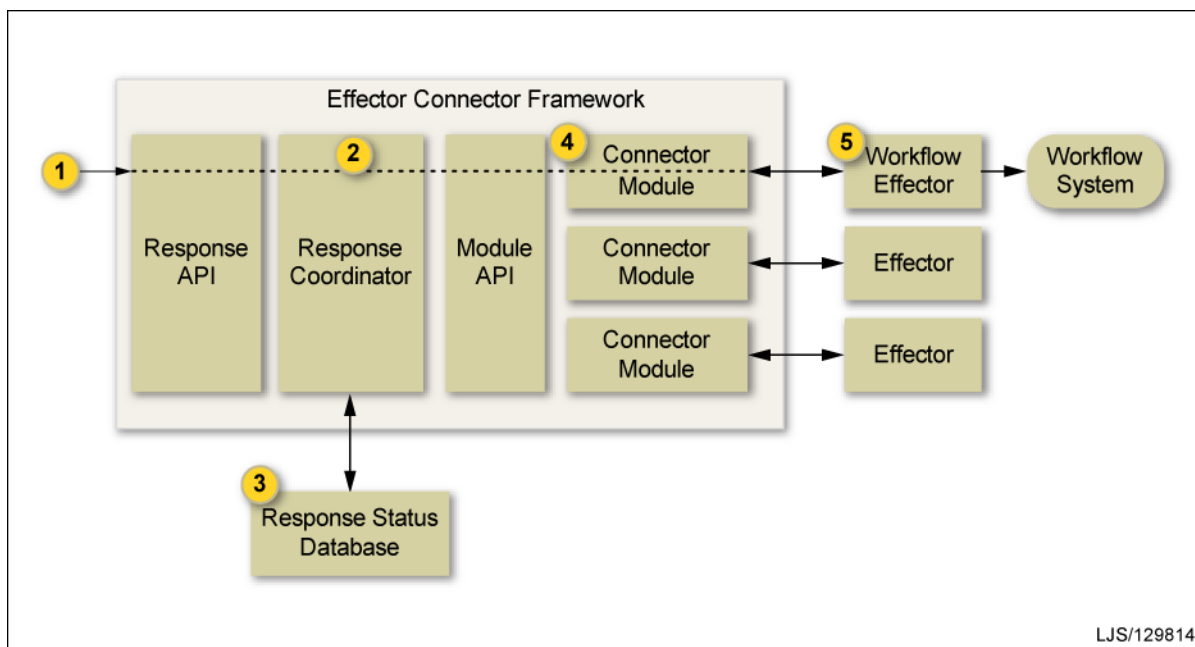 Effector Connector Framework
1
2
4
5
Connector
Module
Workflow
Effector
Workflow
System
Response
API
Response
Coordinator
Module
API
Connector
Module
Effector
Connector
Module
Effector
3
Response Status
Database
LJS/129814